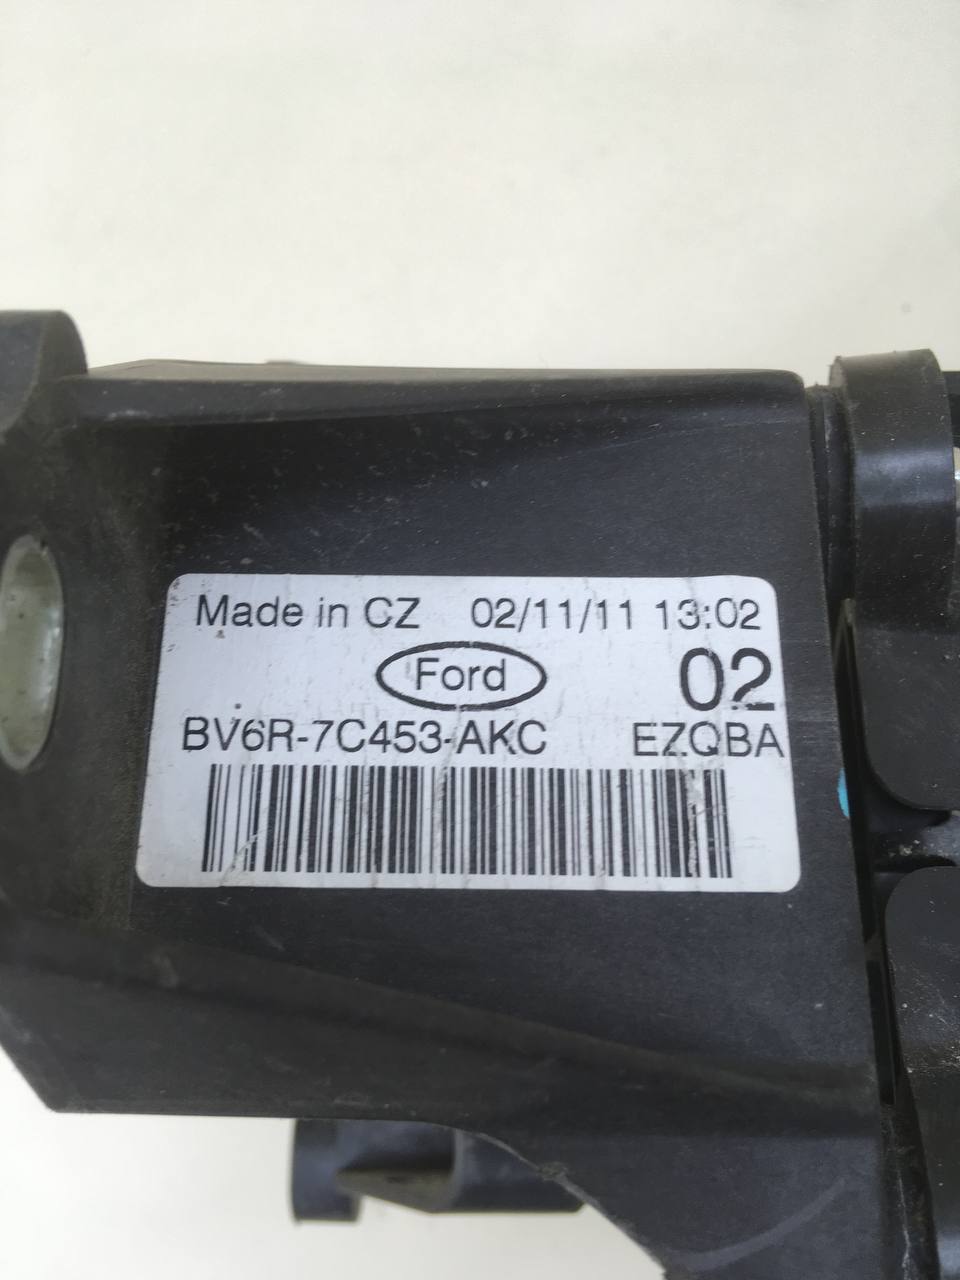 Made in CZ 02/11/11 13:02
Ford 02
BV6R-7C453-AKC EZQBA